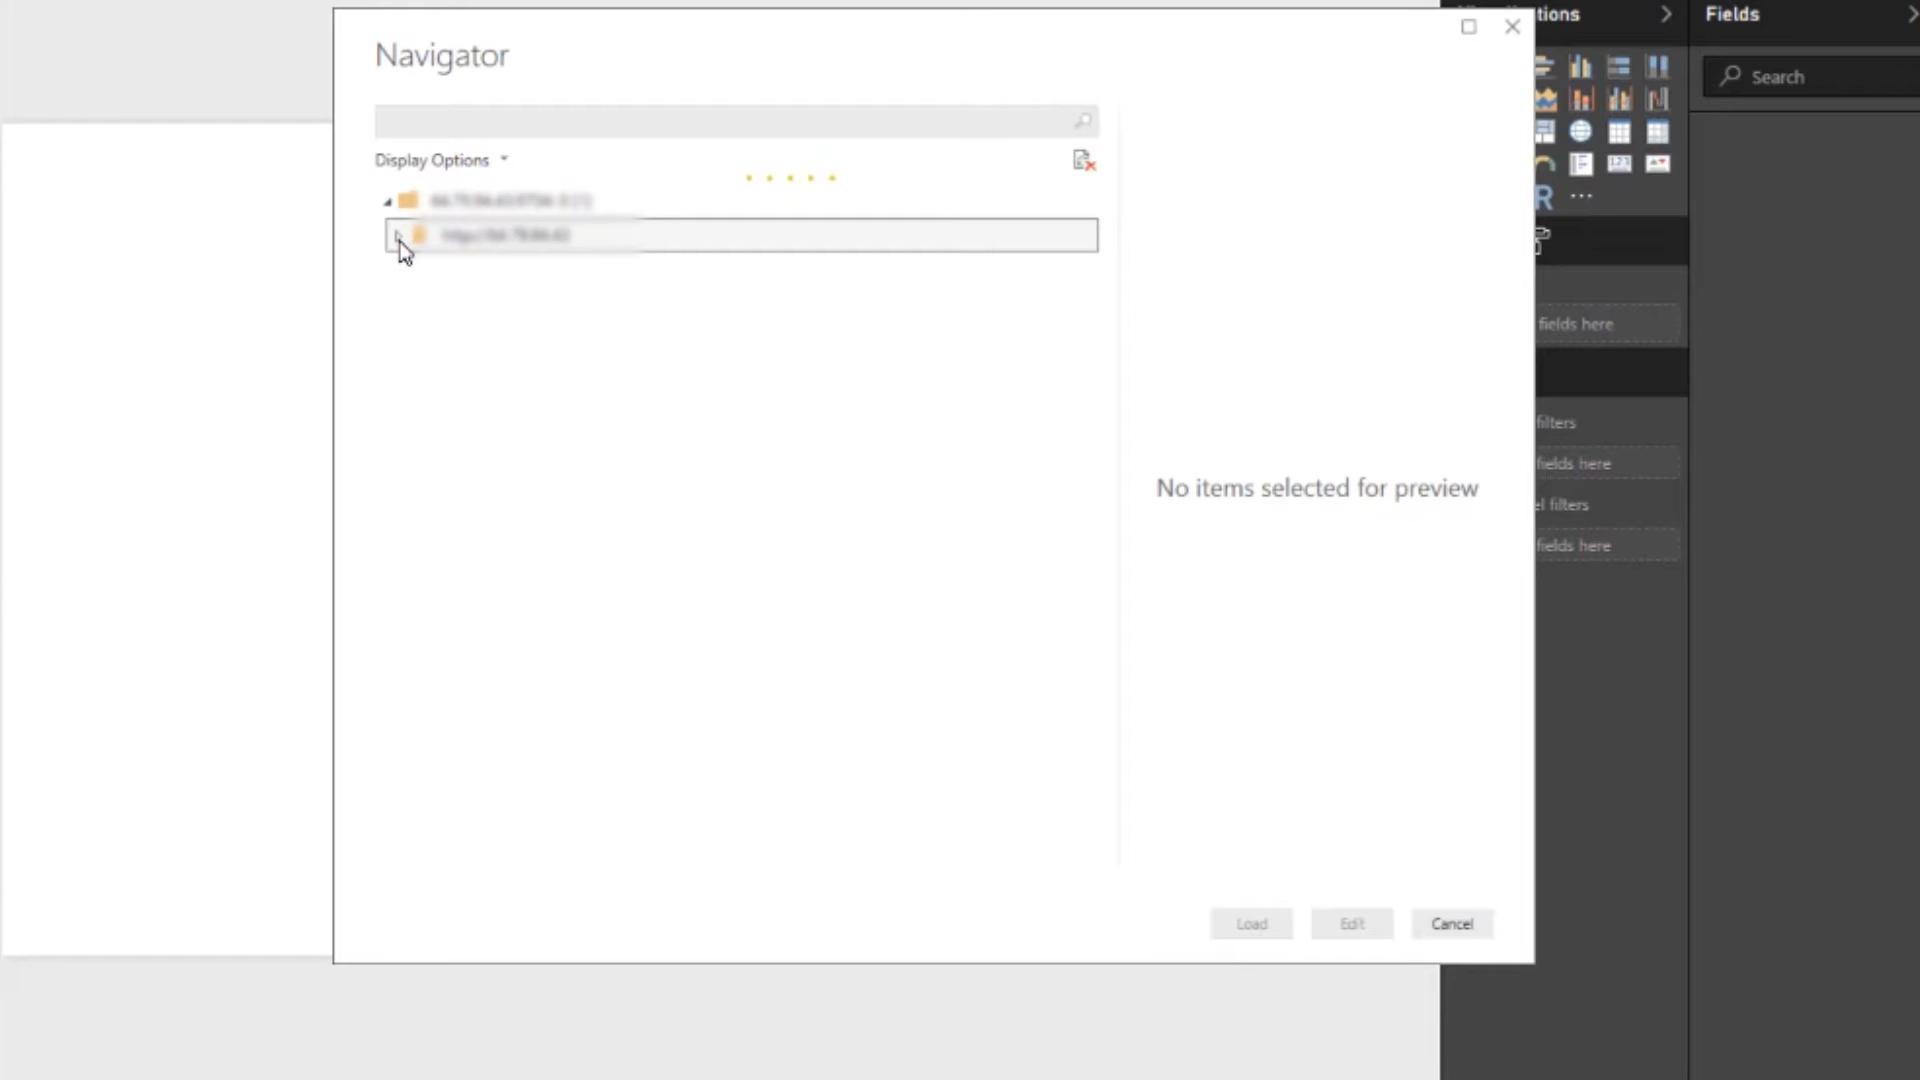 Navigator
Display Options
No items selected for preview
Load
Edit
Cancel
tions
Fields
Search
R
fields here
filters
fields here
el filters
fields here